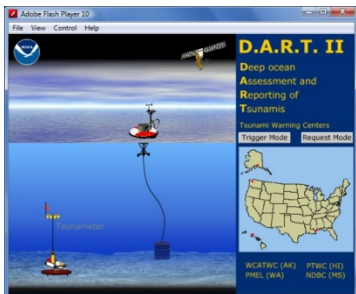 Adobe Flash Player 10
File View Control Help
NOAA
D.A.R.T. II
Deep ocean
Assessment and
Reporting of
Tsunamis
Tsunami Warning Centers
Trigger Mode Request Mode
Tsunameter
WCATWC (AK) PTWC (HI)
PMEL (WA) NDBC (MS)